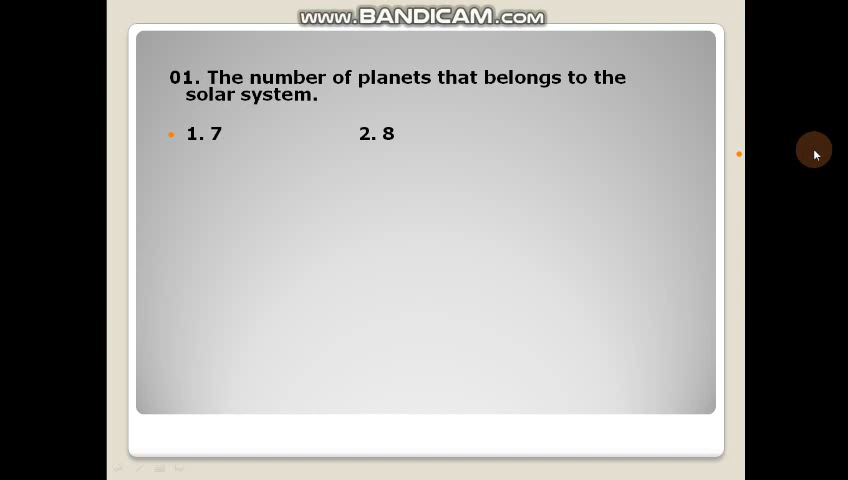 www.BANDICAM.com
01. The number of planets that belongs to the
solar system.
• 1. 7 2. 8